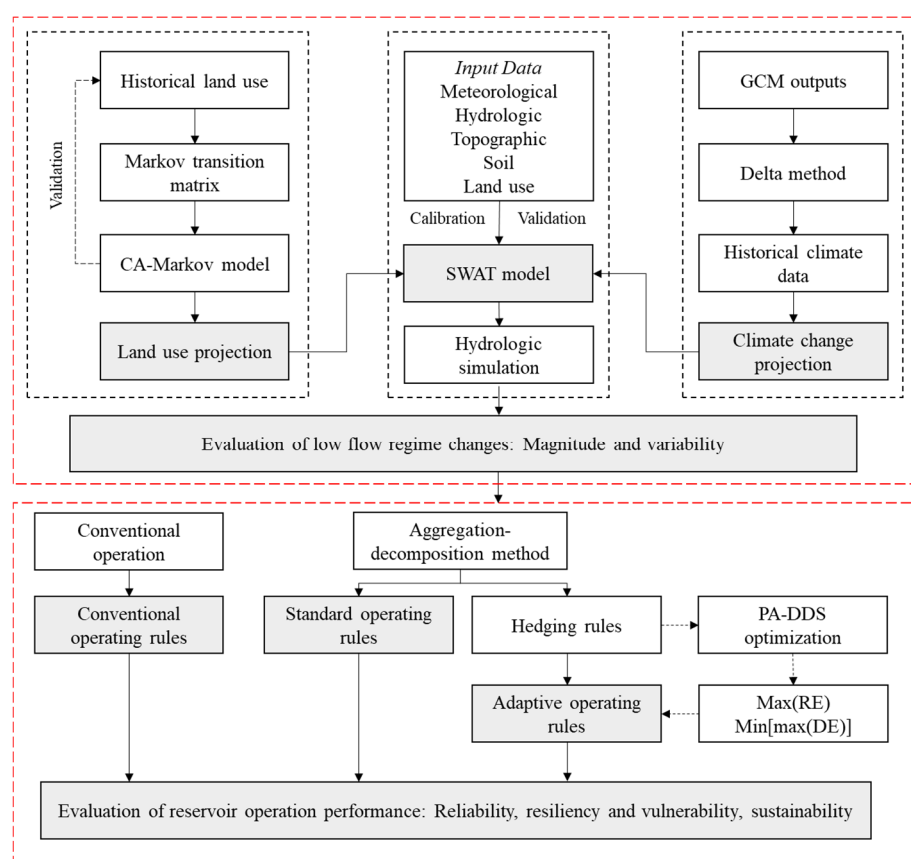 Historical land use
Markov transition
matrix
CA-Markov model
Land use projection
Validation
Input Data
Meteorological
Hydrologic
Topographic
Soil
Land use
Calibration
Validation
SWAT model
Hydrologic
simulation
GCM outputs
Delta method
Historical climate
data
Climate change
projection
Evaluation of low flow regime changes: Magnitude and variability
Conventional
operation
Conventional
operating rules
Aggregation-
decomposition method
Standard operating
rules
Hedging rules
PA-DDS
optimization
Adaptive operating
rules
Max(RE)
Min[max(DE)]
Evaluation of reservoir operation performance: Reliability, resiliency and vulnerability, sustainability